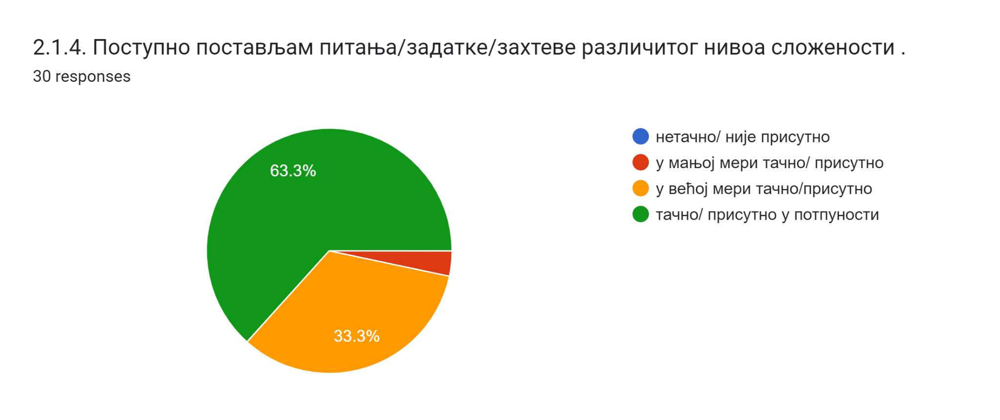 2.1.4. Поступно постављам питања/задатке/захтеве различитог нивоа сложености .
30 responses
63.3%
33.3%
нетачно/ није присутно
у мањој мери тачно/ присутно
у већој мери тачно/присутно
тачно/ присутно у потпуности